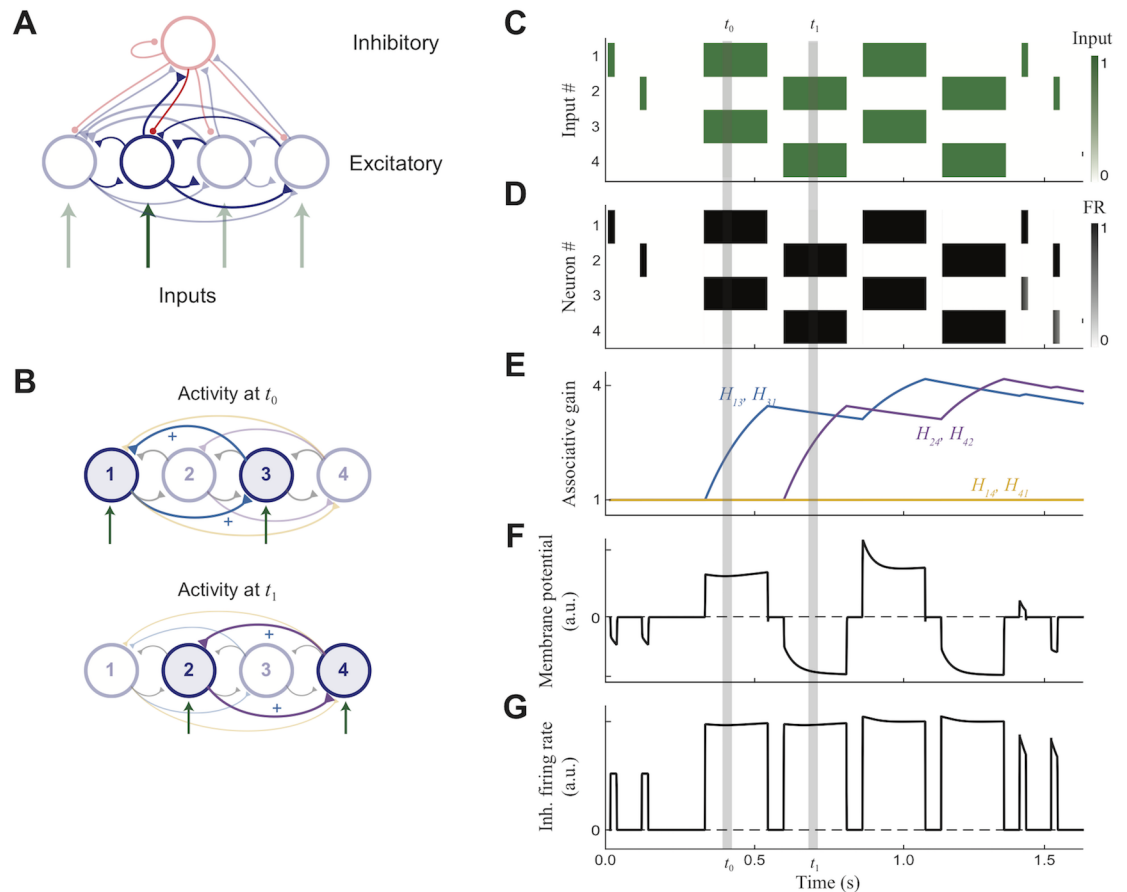 A
Inhibitory
Excitatory
Inputs
B
Activity at t0
+
1 2 3 4
+
Activity at t1
+
1 2 3 4
+
C
t0 t1
Input
1
0
Input #
1
2
3
4
D
FR
1
0
Neuron #
1
2
3
4
E
Associative gain
4
1
H13, H31
H24, H42
H14, H41
F
Membrane potential
(a.u.)
0
G
Inh. firing rate
(a.u.)
0
0.0 t0 0.5 t1 1.0 1.5
Time (s)